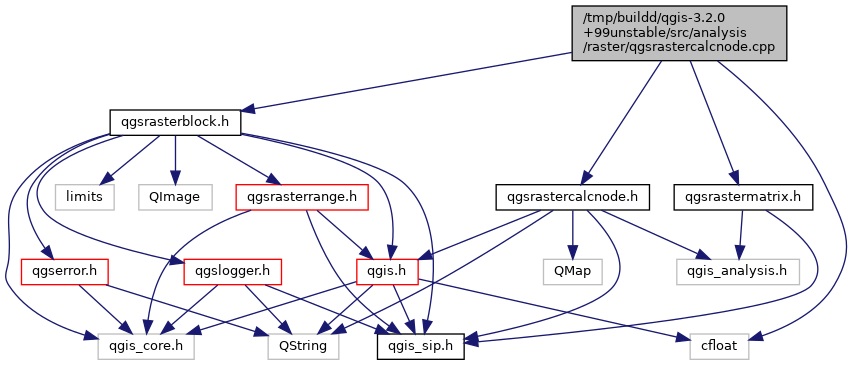 /tmp/buildd/qgis-3.2.0
+99unstable/src/analysis
/raster/qgsrastercalcnode.cpp
qgsrasterblock.h
limits
QImage
qgsrasterrange.h
qgsrastercalcnode.h
qgsrastermatrix.h
qgserror.h
qgslogger.h
qgis.h
QMap
qgis_analysis.h
qgis_core.h
QString
qgis_sip.h
cfloat